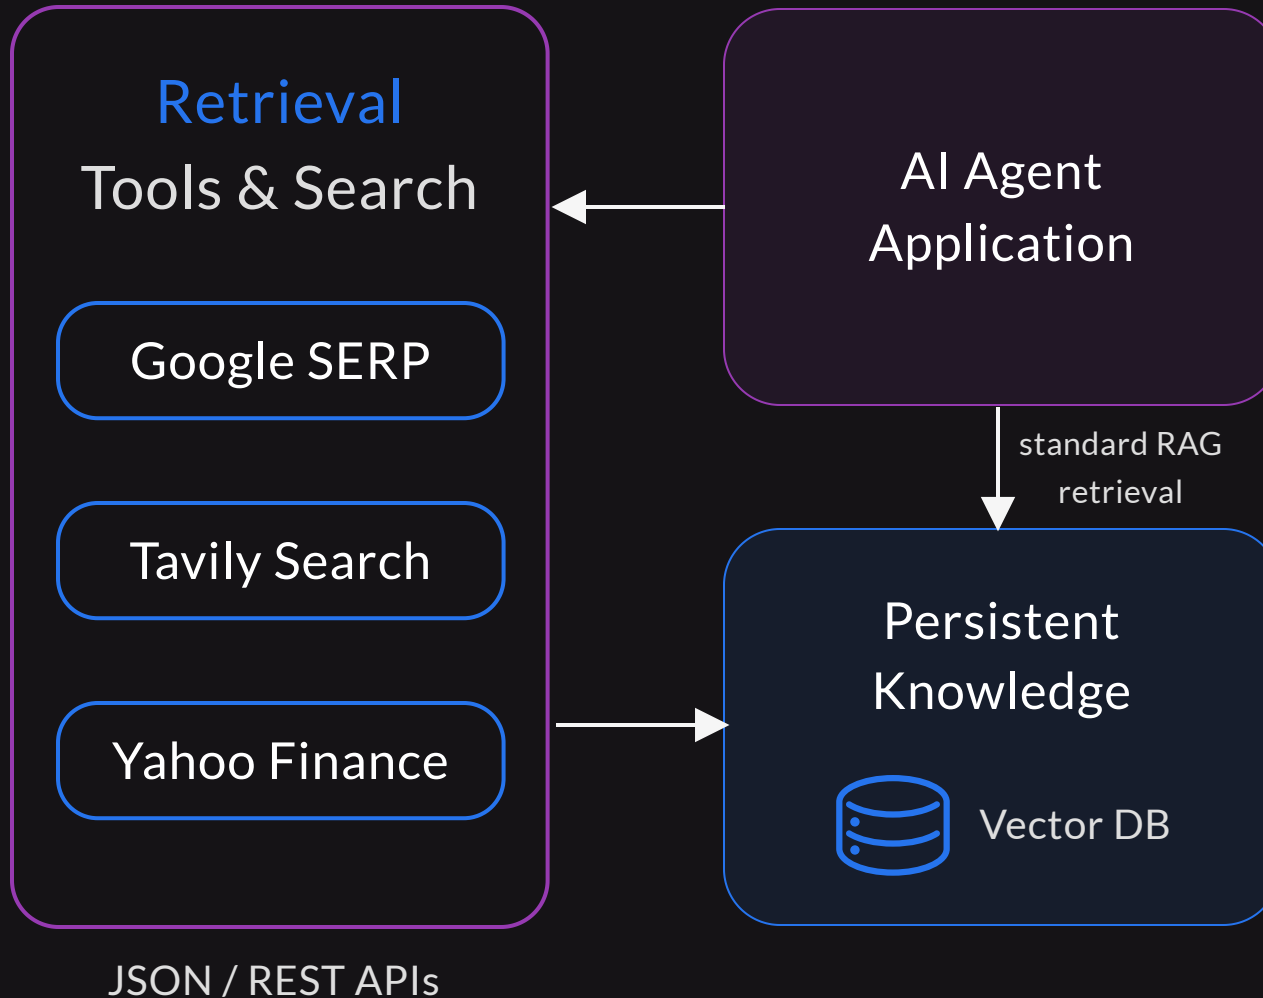 Retrieval
Tools & Search
Google SERP
Tavily Search
Yahoo Finance
JSON / REST APIs
AI Agent
Application
standard RAG
retrieval
Persistent
Knowledge
Vector DB